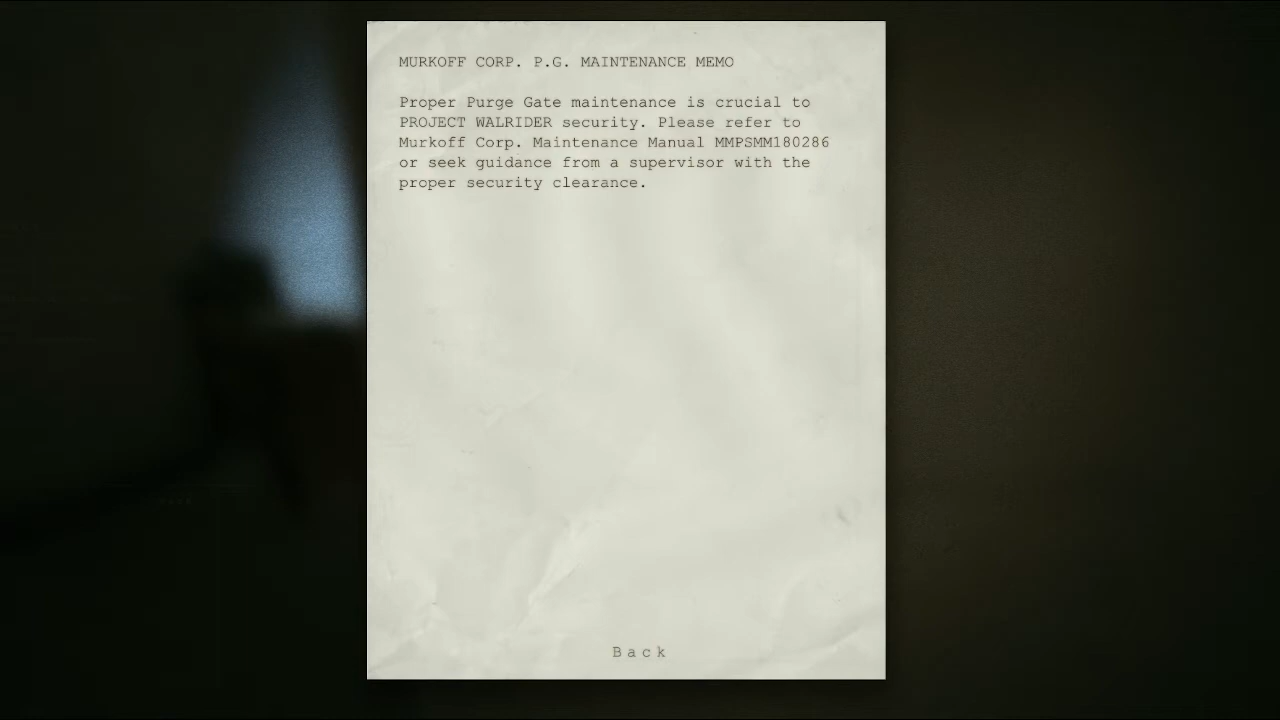 MURKOFF CORP. P.G. MAINTENANCE MEMO
Proper Purge Gate maintenance is crucial to
PROJECT WALRIDER security. Please refer to
Murkoff Corp. Maintenance Manual MMPSMM180286
or seek guidance from a supervisor with the
proper security clearance.
Back